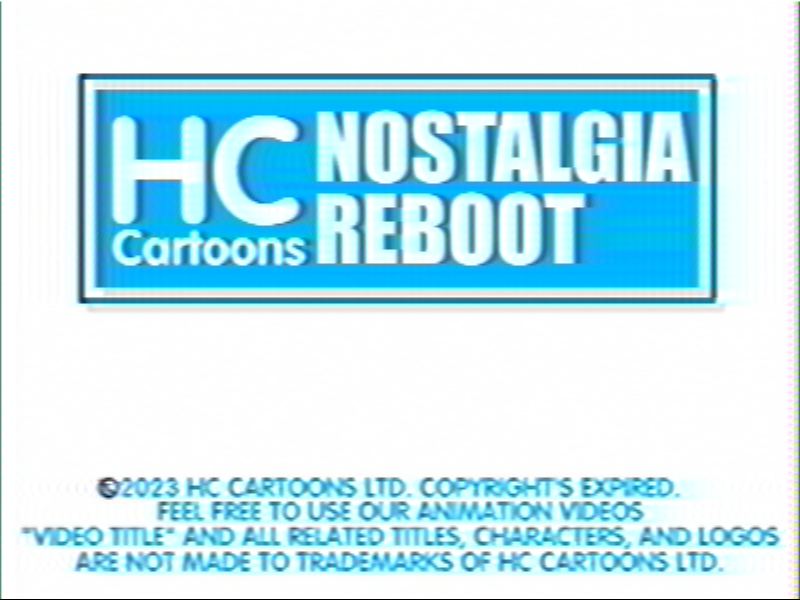 HC NOSTALGIA
Cartoons REBOOT
©2023 HC CARTOONS LTD. COPYRIGHT'S EXPIRED.
FEEL FREE TO USE OUR ANIMATION VIDEOS
"VIDEO TITLE" AND ALL RELATED TITLES, CHARACTERS, AND LOGOS
ARE NOT MADE TO TRADEMARKS OF HC CARTOONS LTD.